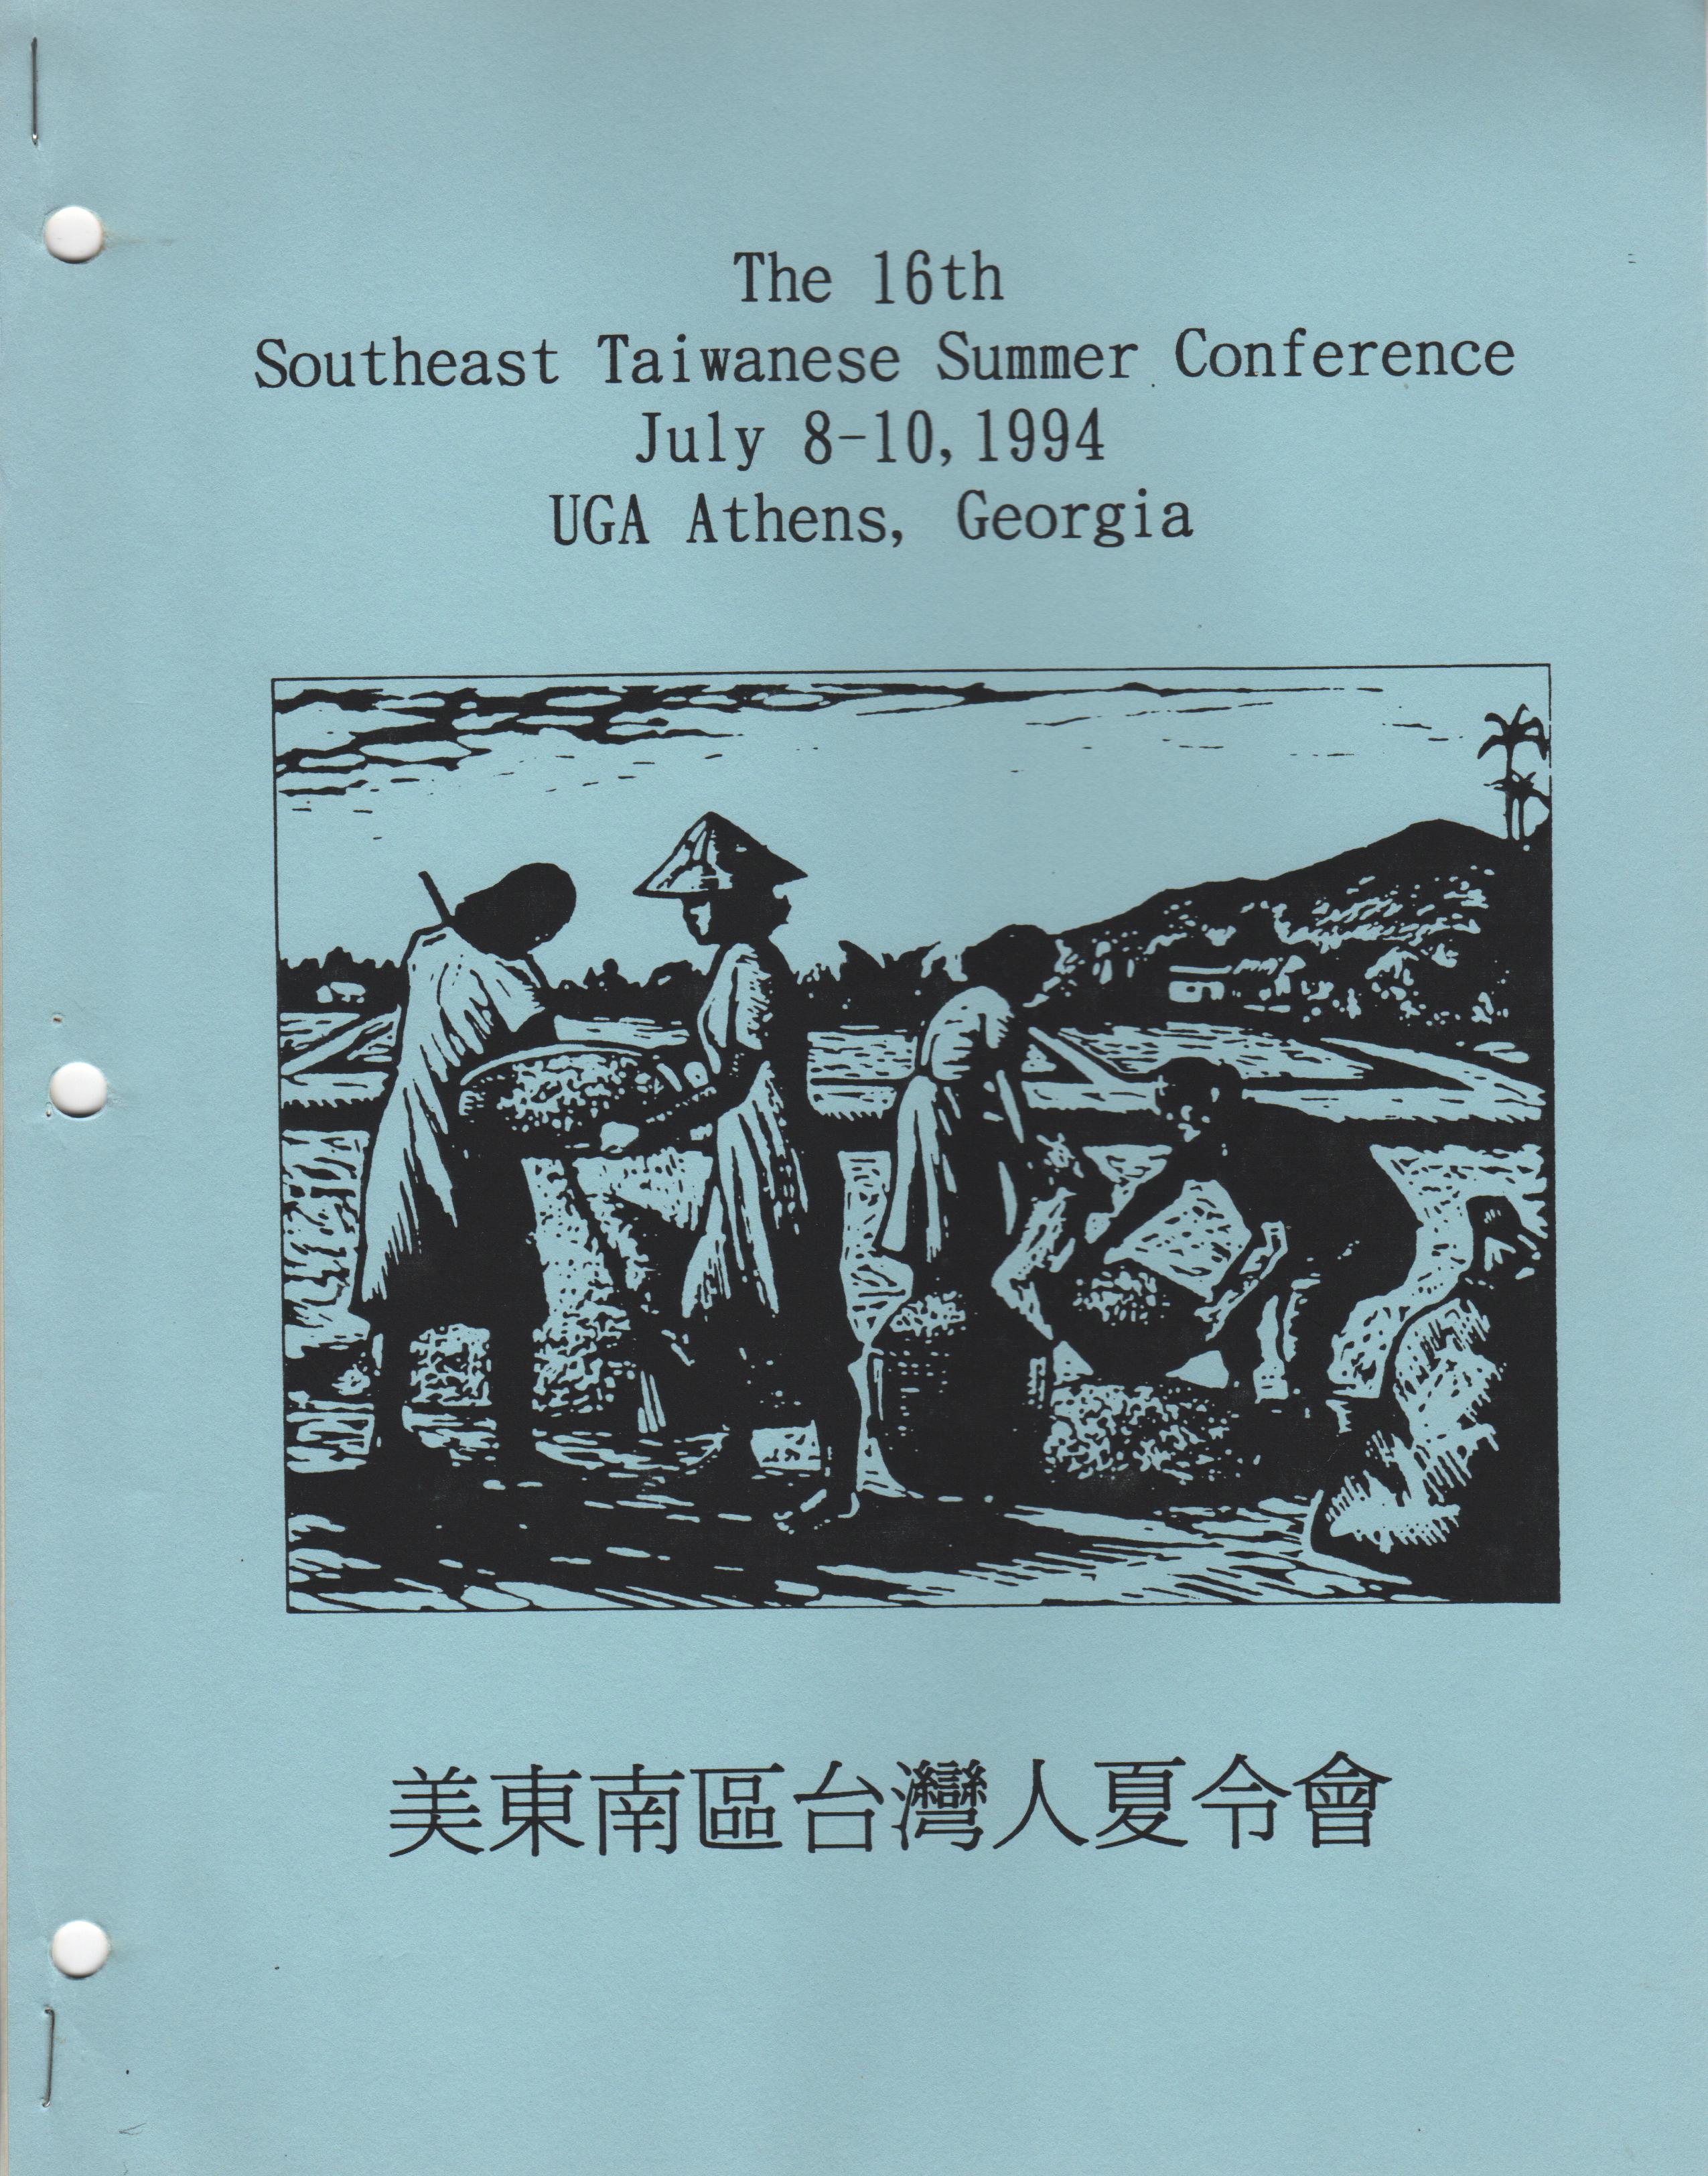 The 16th
Southeast Taiwanese Summer Conference
July 8-10, 1994
UGA Athens, Georgia
美東南區台灣人夏令會